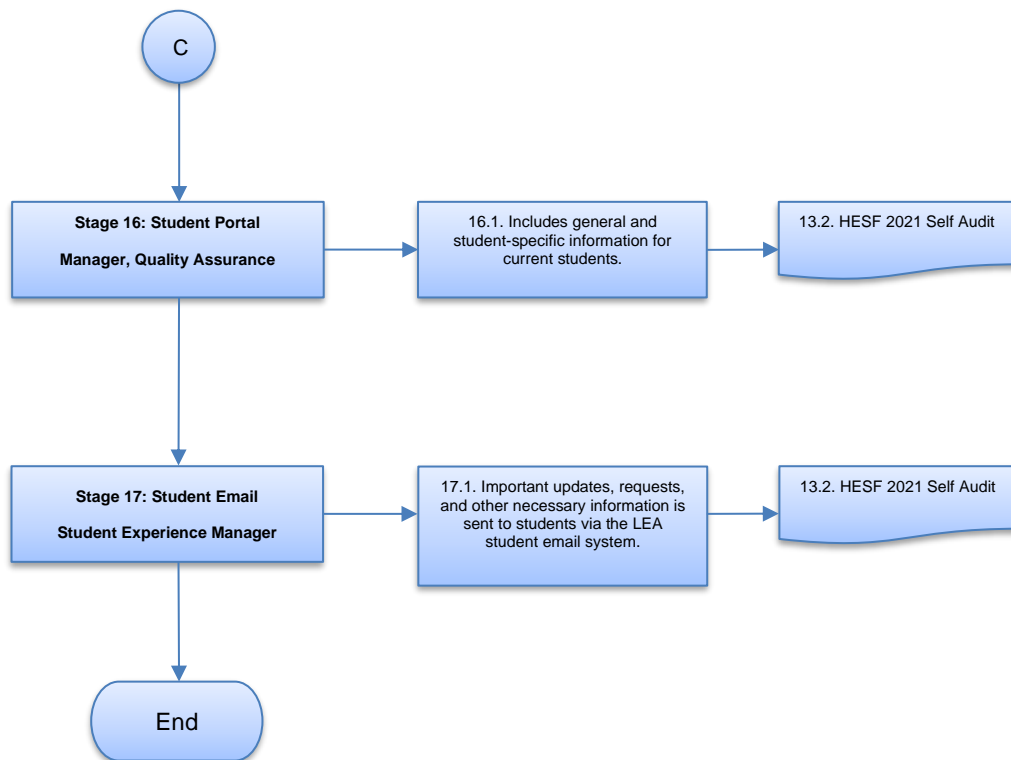 C
Stage 16: Student Portal
Manager, Quality Assurance
16.1. Includes general and
student-specific information for
current students.
13.2. HESF 2021 Self Audit
Stage 17: Student Email
Student Experience Manager
17.1. Important updates, requests,
and other necessary information is
sent to students via the LEA
student email system.
13.2. HESF 2021 Self Audit
End